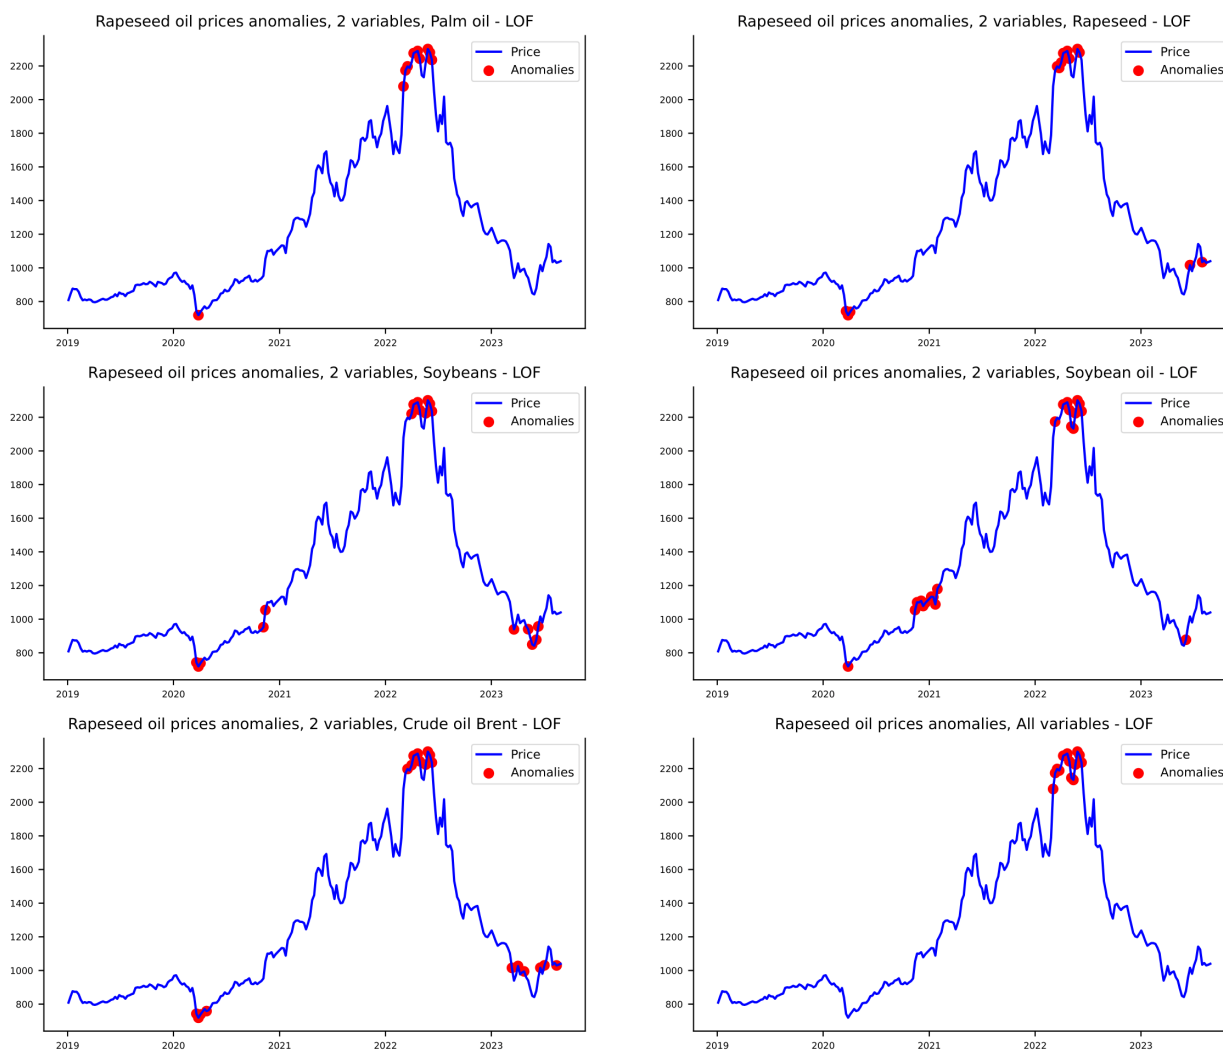 Rapeseed oil prices anomalies, 2 variables, Palm oil - LOF
Price
Anomalies
2200
2000
1800
1600
1400
1200
1000
800
2019 2020 2021 2022 2023
Rapeseed oil prices anomalies, 2 variables, Rapeseed - LOF
Price
Anomalies
2200
2000
1800
1600
1400
1200
1000
800
2019 2020 2021 2022 2023
Rapeseed oil prices anomalies, 2 variables, Soybeans - LOF
Price
Anomalies
2200
2000
1800
1600
1400
1200
1000
800
2019 2020 2021 2022 2023
Rapeseed oil prices anomalies, 2 variables, Soybean oil - LOF
Price
Anomalies
2200
2000
1800
1600
1400
1200
1000
800
2019 2020 2021 2022 2023
Rapeseed oil prices anomalies, 2 variables, Crude oil Brent - LOF
Price
Anomalies
2200
2000
1800
1600
1400
1200
1000
800
2019 2020 2021 2022 2023
Rapeseed oil prices anomalies, All variables - LOF
Price
Anomalies
2200
2000
1800
1600
1400
1200
1000
800
2019 2020 2021 2022 2023